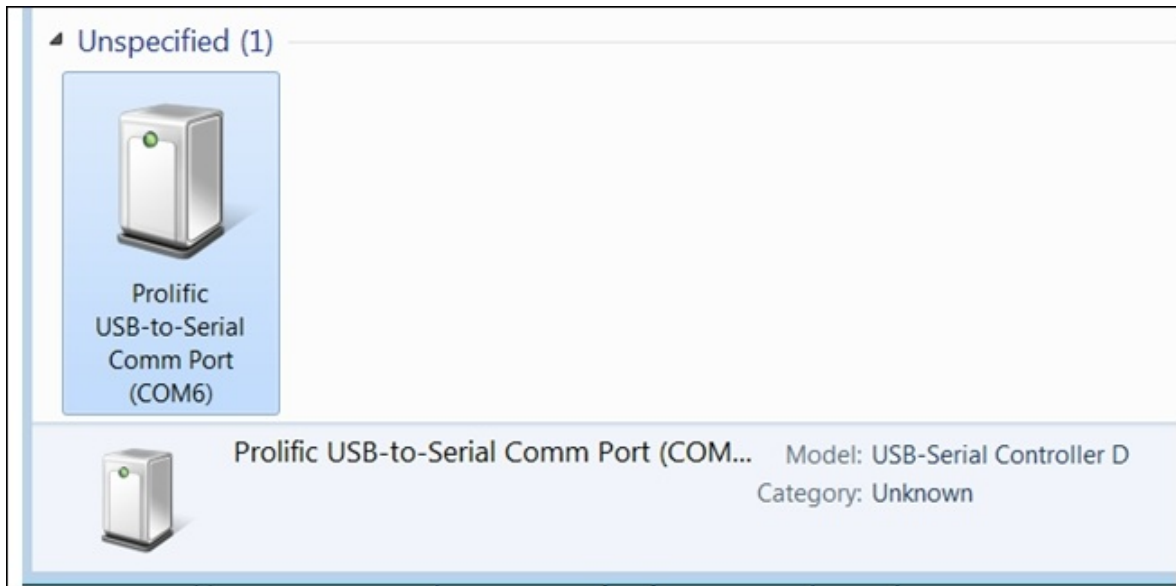 Unspecified (1)
Prolific
USB-to-Serial
Comm Port
(COM6)
Prolific USB-to-Serial Comm Port (COM... Model: USB-Serial Controller D
Category: Unknown